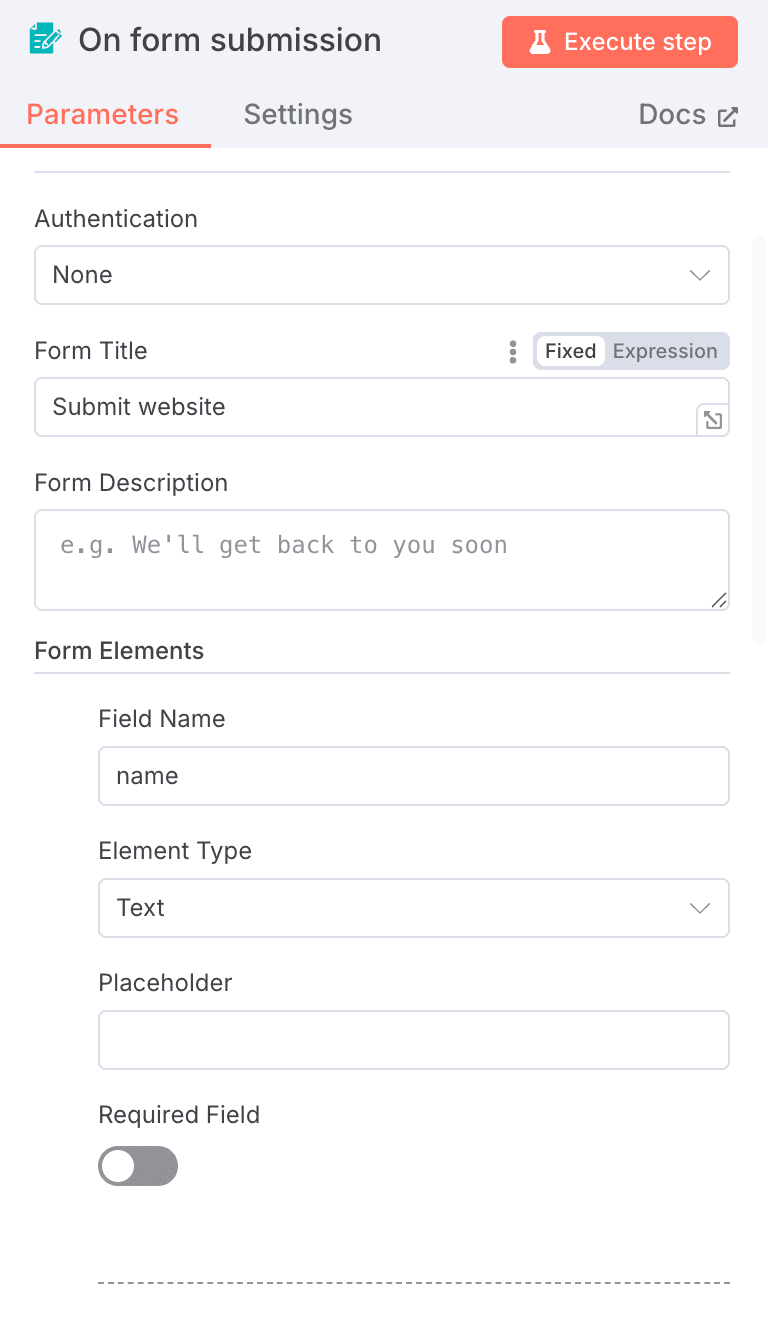 On form submission
Execute step
Parameters
Settings
Docs
Authentication
None
Form Title
Fixed
Expression
Submit website
Form Description
e.g. We'll get back to you soon
Form Elements
Field Name
name
Element Type
Text
Placeholder
Required Field